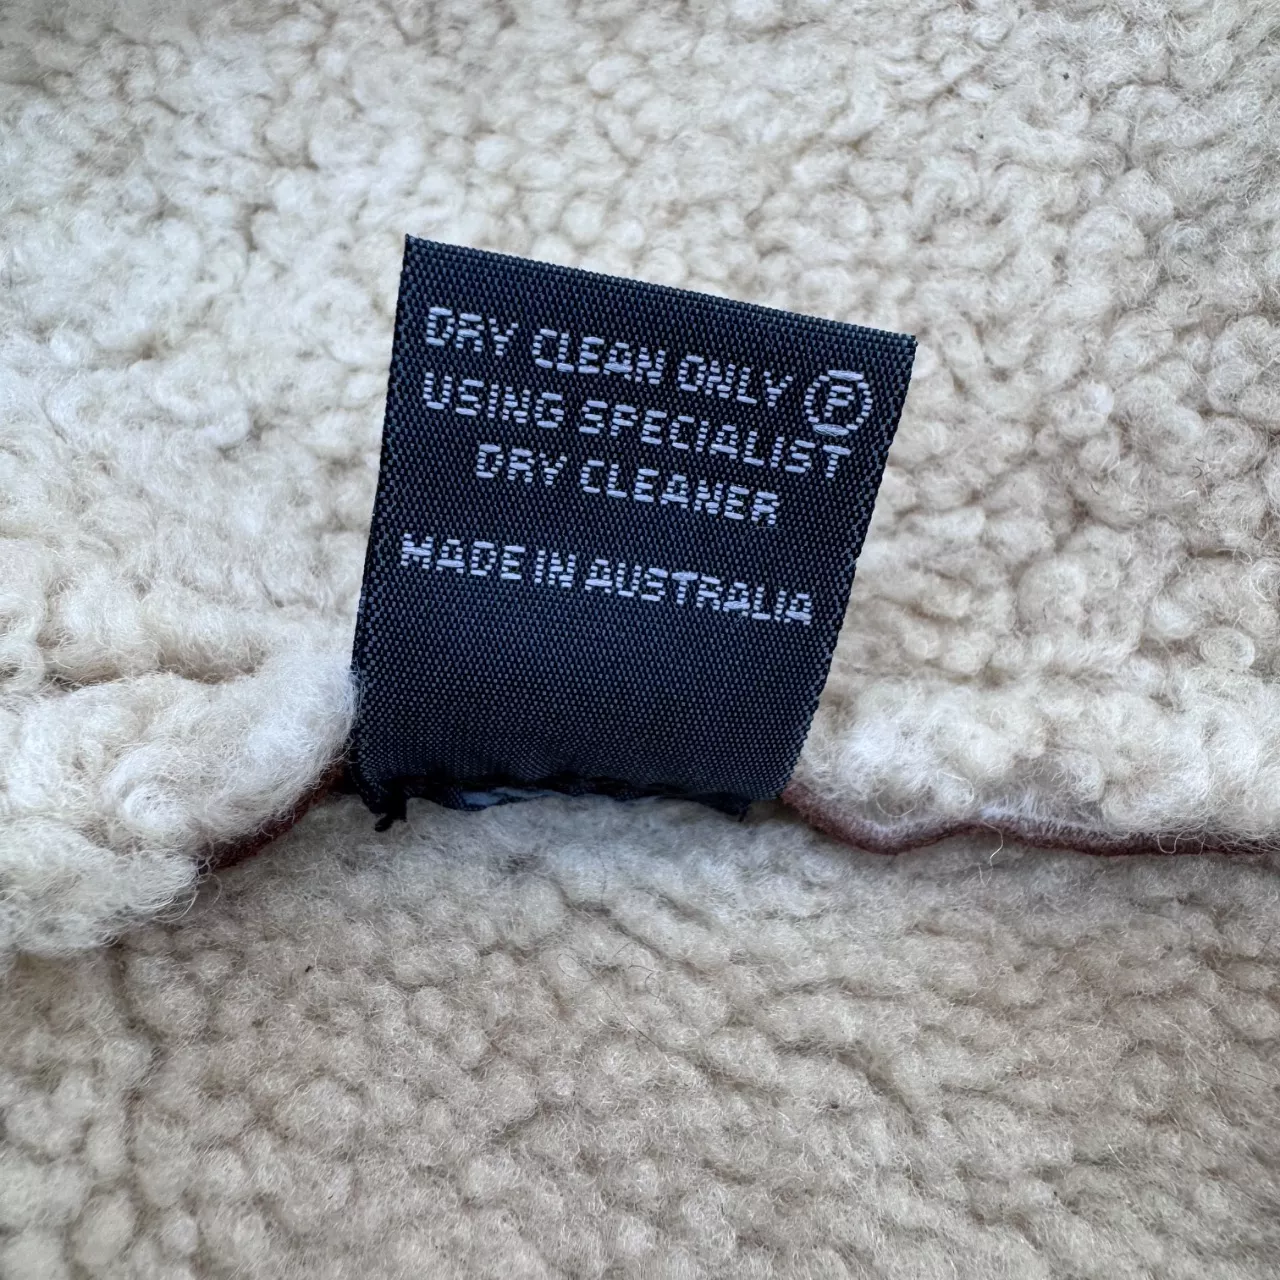 DRY CLEAN ONLY Ⓟ
USING SPECIALIST
DRY CLEANER
MADE IN AUSTRALIA